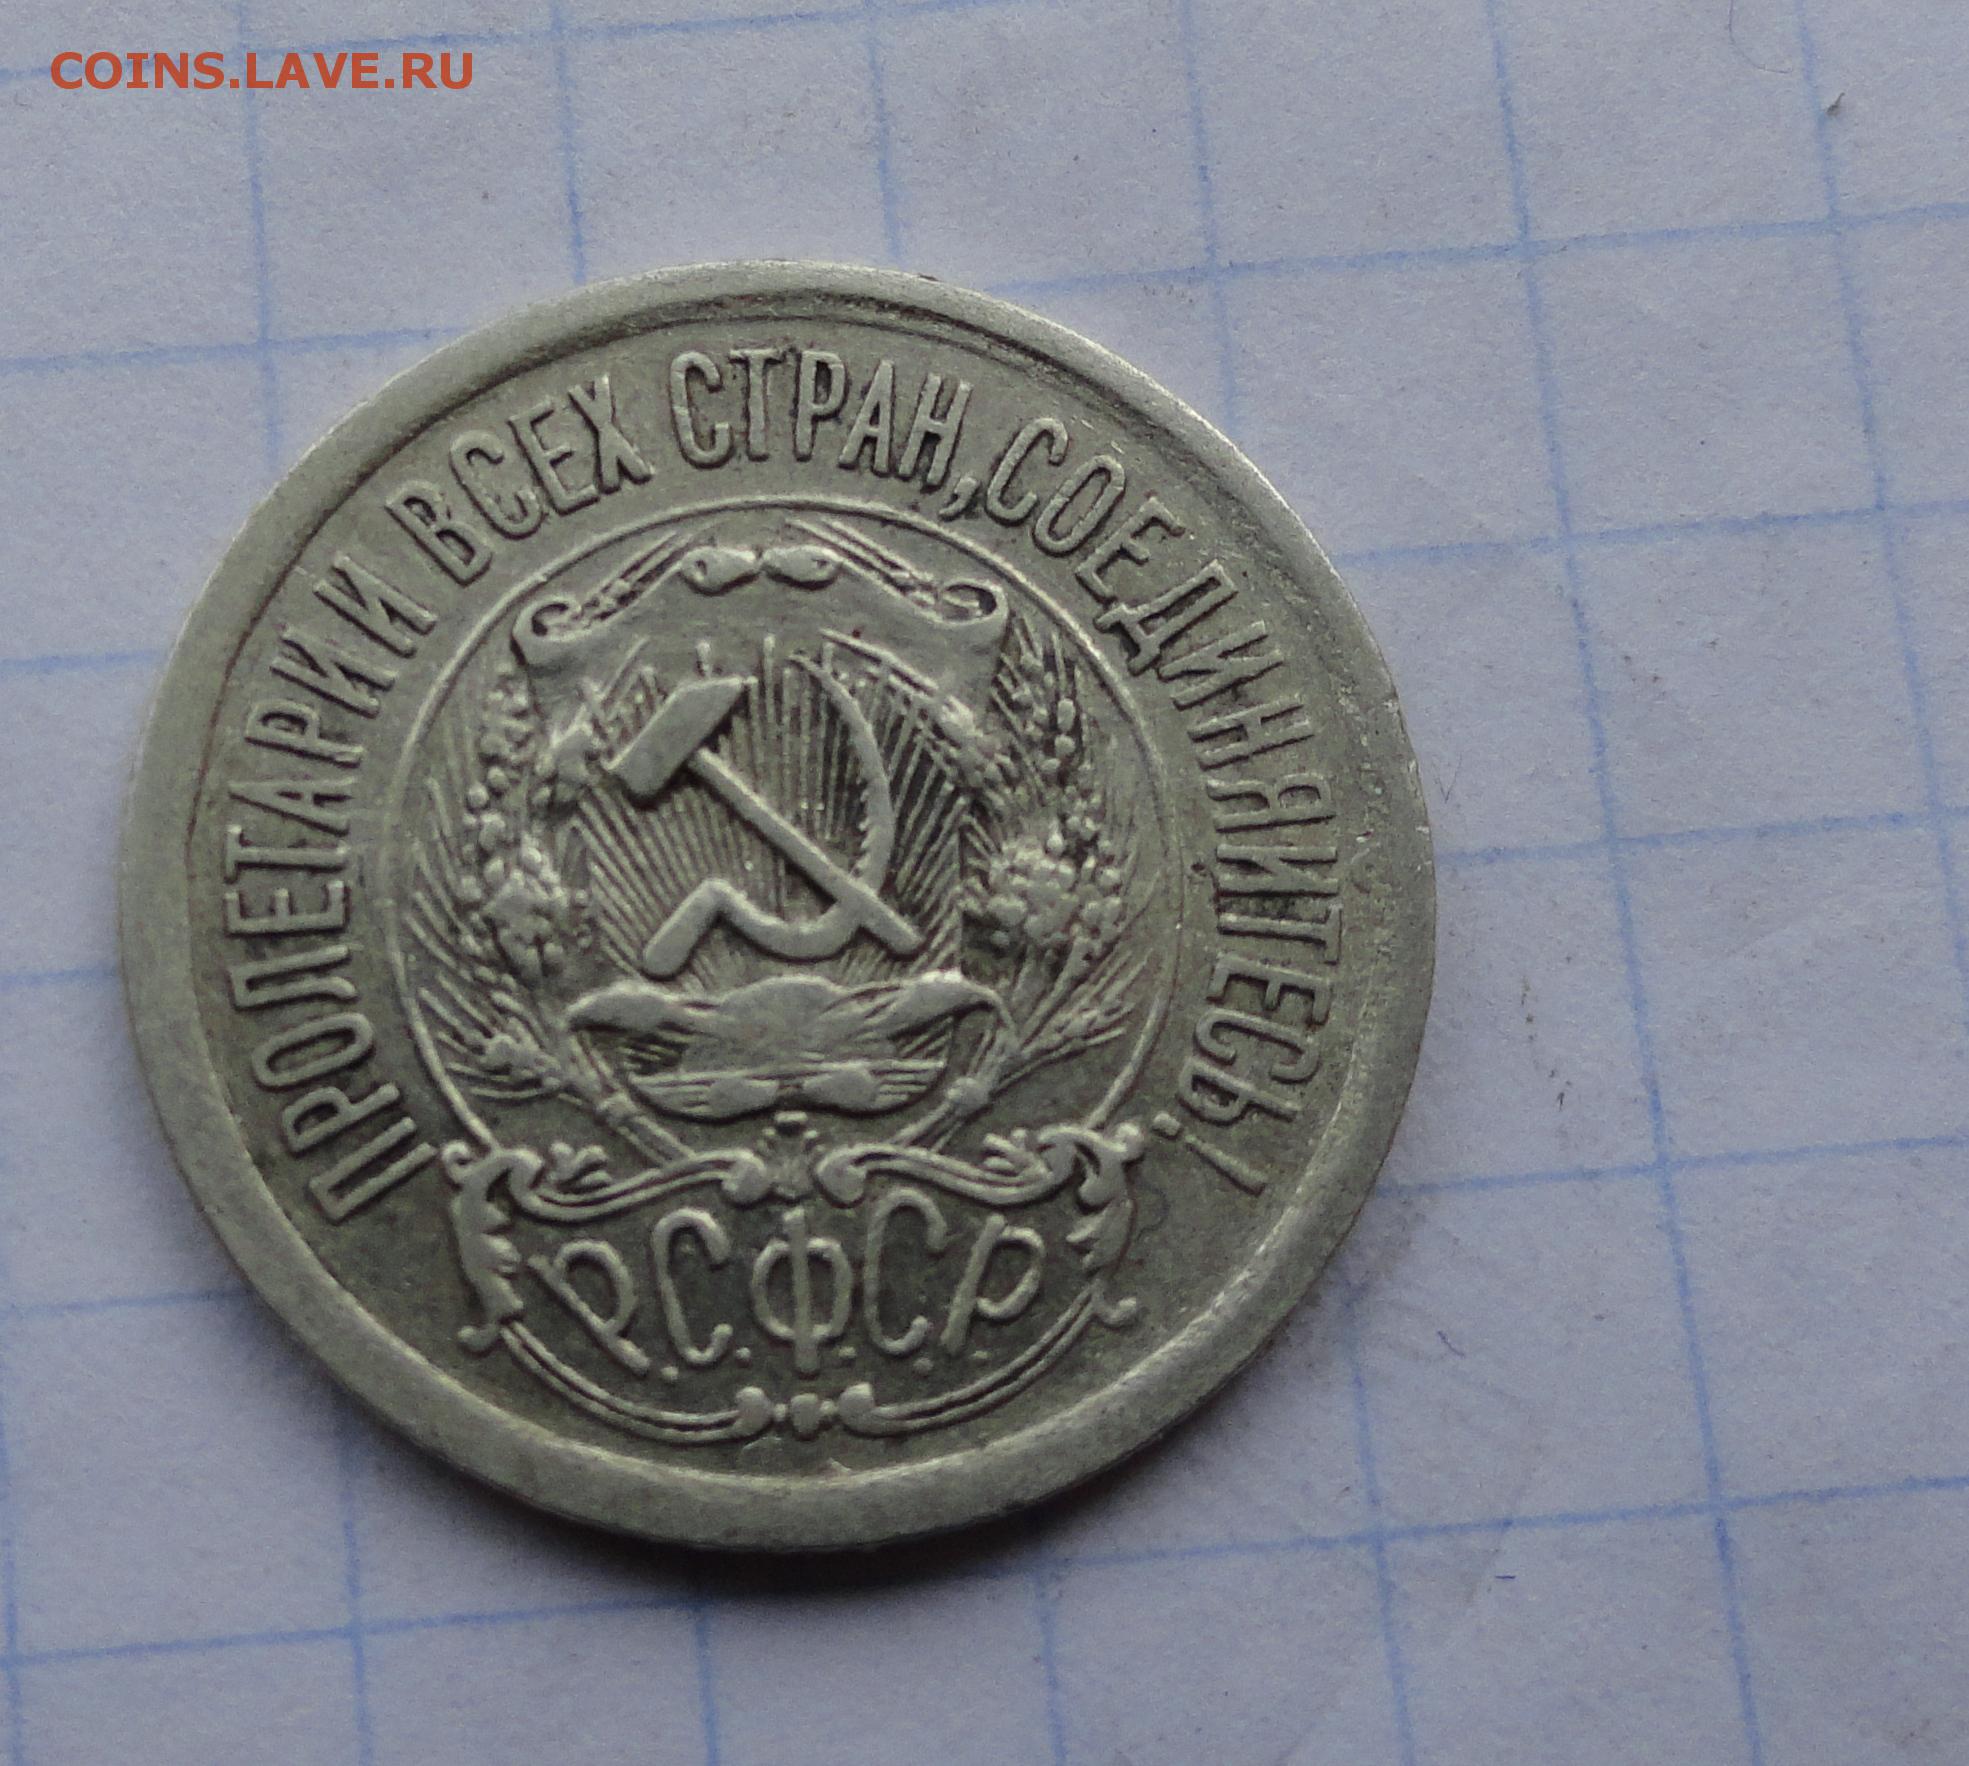 COINS.LAVE.RU
ПРОЛЕТАРИИ ВСЕХ СТРАН, СОЕДИНЯЙТЕСЬ!
Р.С.Ф.С.Р